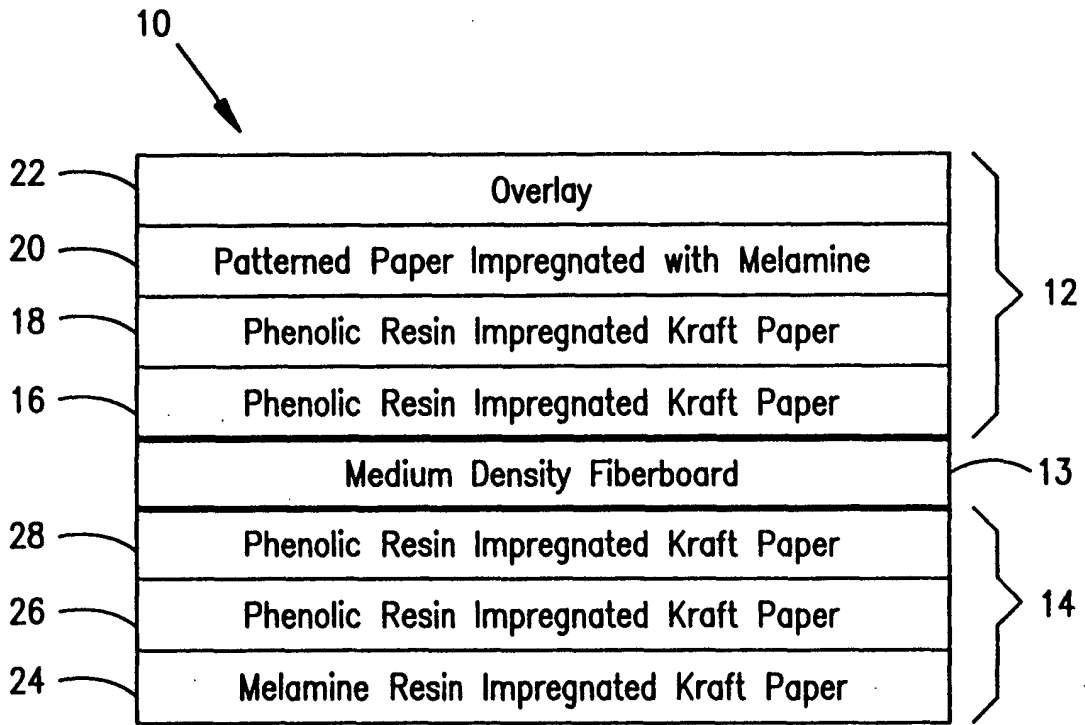 10
22 Overlay
20 Patterned Paper Impregnated with Melamine
18 Phenolic Resin Impregnated Kraft Paper
12
16 Phenolic Resin Impregnated Kraft Paper
Medium Density Fiberboard 13
28 Phenolic Resin Impregnated Kraft Paper
26 Phenolic Resin Impregnated Kraft Paper
14
24 Melamine Resin Impregnated Kraft Paper